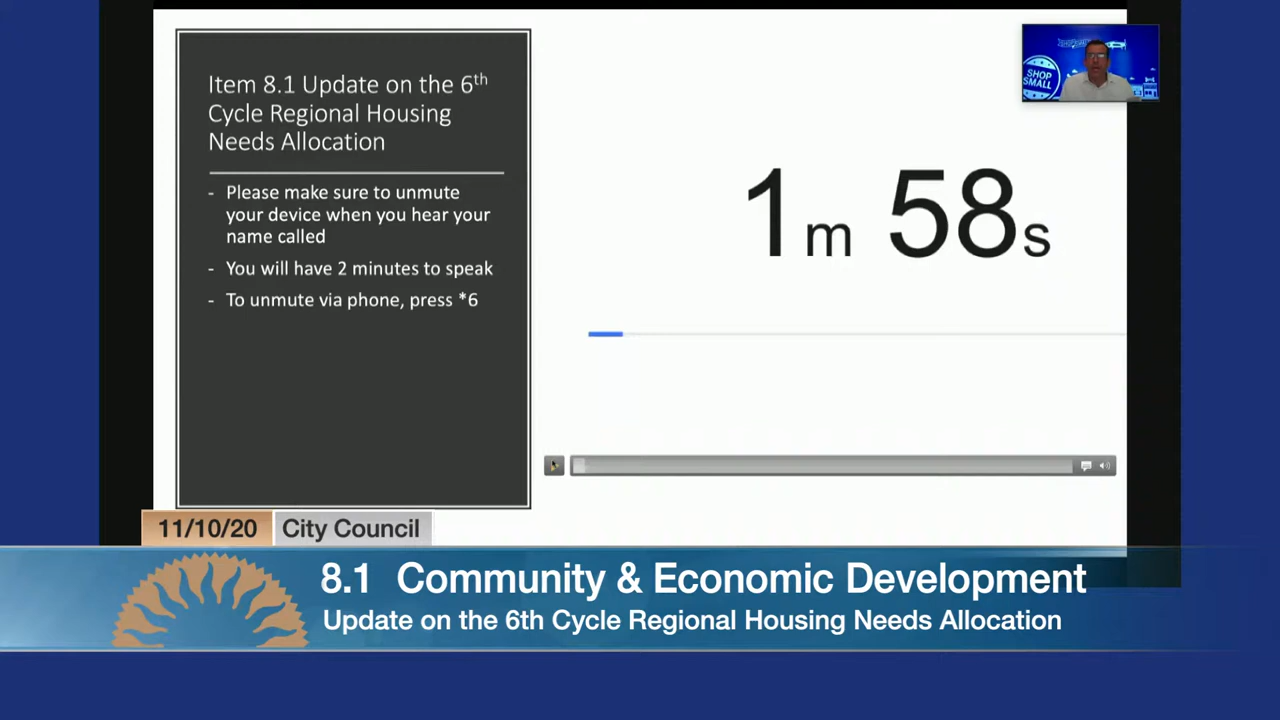 Item 8.1 Update on the 6th
Cycle Regional Housing
Needs Allocation
- Please make sure to unmute
your device when you hear your
name called
- You will have 2 minutes to speak
- To unmute via phone, press *6
SHOP
SMALL
1m 58s
11/10/20 City Council
8.1 Community & Economic Development
Update on the 6th Cycle Regional Housing Needs Allocation